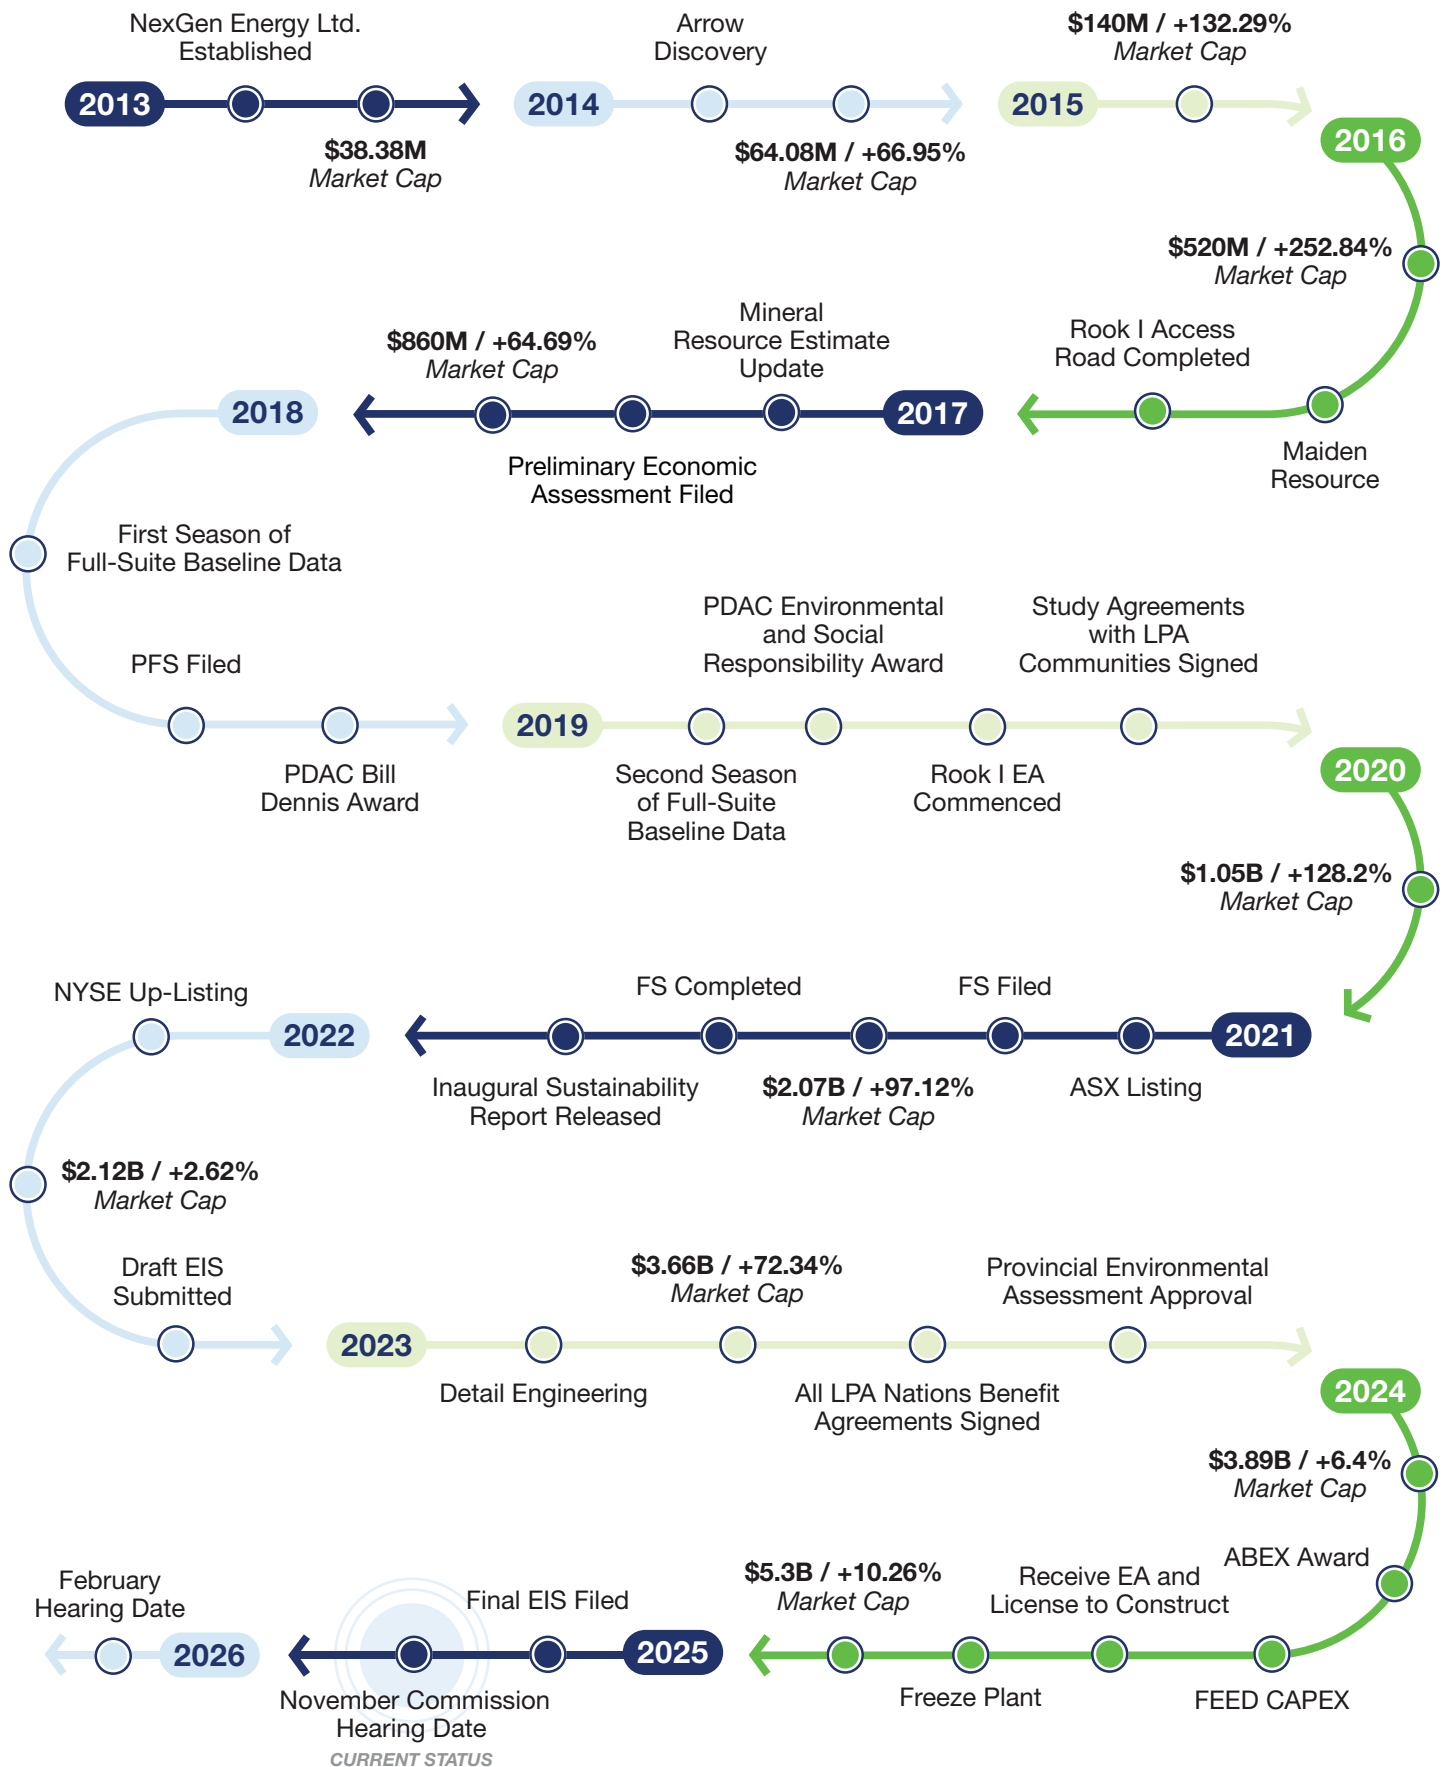 NexGen Energy Ltd.
Established
2013
$38.38M
Market Cap
Arrow
Discovery
2014
$64.08M / +66.95%
Market Cap
$140M / +132.29%
Market Cap
2015
2016
$520M / +252.84%
Market Cap
Maiden
Resource
Rook I Access
Road Completed
2017
Mineral
Resource Estimate
Update
Preliminary Economic
Assessment Filed
$860M / +64.69%
Market Cap
2018
First Season of
Full-Suite Baseline Data
PFS Filed
PDAC Bill
Dennis Award
2019
Second Season
of Full-Suite
Baseline Data
PDAC Environmental
and Social
Responsibility Award
Rook I EA
Commenced
Study Agreements
with LPA
Communities Signed
2020
$1.05B / +128.2%
Market Cap
2021
ASX Listing
FS Filed
$2.07B / +97.12%
Market Cap
FS Completed
Inaugural Sustainability
Report Released
2022
NYSE Up-Listing
$2.12B / +2.62%
Market Cap
Draft EIS
Submitted
2023
Detail Engineering
$3.66B / +72.34%
Market Cap
All LPA Nations Benefit
Agreements Signed
Provincial Environmental
Assessment Approval
2024
$3.89B / +6.4%
Market Cap
ABEX Award
FEED CAPEX
Receive EA and
License to Construct
Freeze Plant
$5.3B / +10.26%
Market Cap
2025
Final EIS Filed
November Commission
Hearing Date
CURRENT STATUS
2026
February
Hearing Date